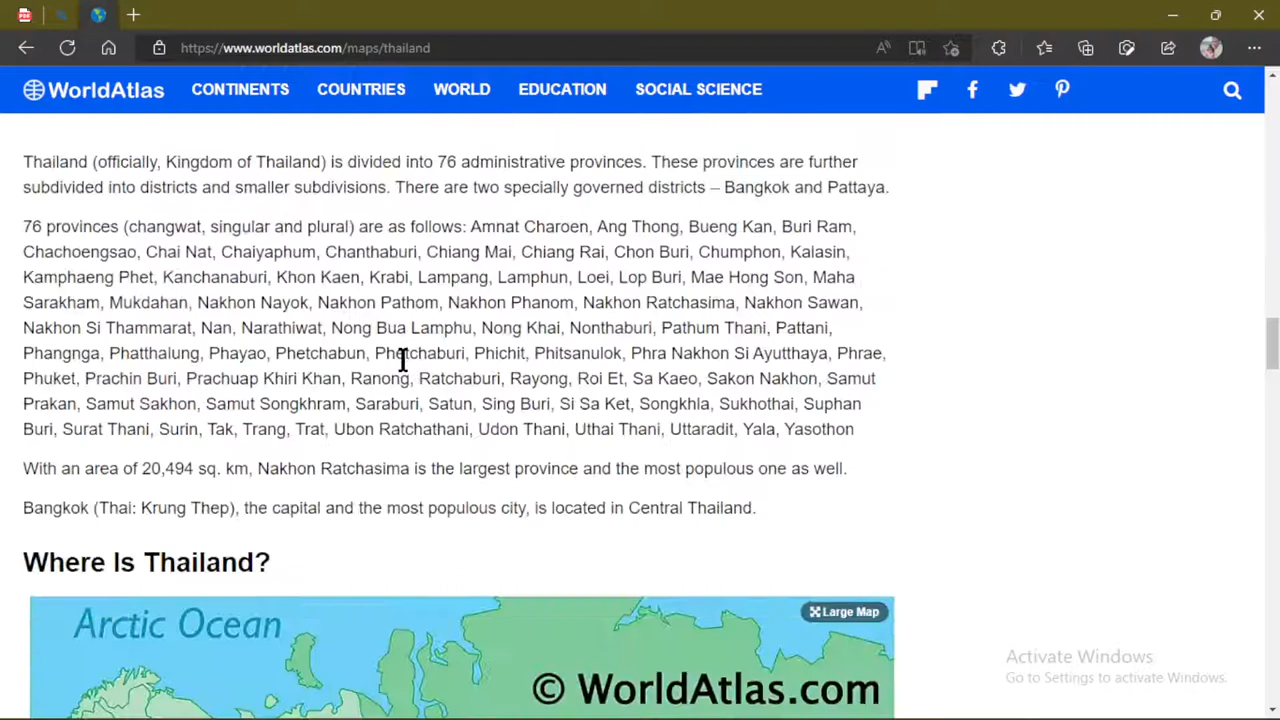 https://www.worldatlas.com/maps/thailand
WorldAtlas CONTINENTS COUNTRIES WORLD EDUCATION SOCIAL SCIENCE
Thailand (officially, Kingdom of Thailand) is divided into 76 administrative provinces. These provinces are further
subdivided into districts and smaller subdivisions. There are two specially governed districts – Bangkok and Pattaya.
76 provinces (changwat, singular and plural) are as follows: Amnat Charoen, Ang Thong, Bueng Kan, Buri Ram,
Chachoengsao, Chai Nat, Chaiyaphum, Chanthaburi, Chiang Mai, Chiang Rai, Chon Buri, Chumphon, Kalasin,
Kamphaeng Phet, Kanchanaburi, Khon Kaen, Krabi, Lampang, Lamphun, Loei, Lop Buri, Mae Hong Son, Maha
Sarakham, Mukdahan, Nakhon Nayok, Nakhon Pathom, Nakhon Phanom, Nakhon Ratchasima, Nakhon Sawan,
Nakhon Si Thammarat, Nan, Narathiwat, Nong Bua Lamphu, Nong Khai, Nonthaburi, Pathum Thani, Pattani,
Phangnga, Phatthalung, Phayao, Phetchabun, Phetchaburi, Phichit, Phitsanulok, Phra Nakhon Si Ayutthaya, Phrae,
Phuket, Prachin Buri, Prachuap Khiri Khan, Ranong, Ratchaburi, Rayong, Roi Et, Sa Kaeo, Sakon Nakhon, Samut
Prakan, Samut Sakhon, Samut Songkhram, Saraburi, Satun, Sing Buri, Si Sa Ket, Songkhla, Sukhothai, Suphan
Buri, Surat Thani, Surin, Tak, Trang, Trat, Ubon Ratchathani, Udon Thani, Uthai Thani, Uttaradit, Yala, Yasothon
With an area of 20,494 sq. km, Nakhon Ratchasima is the largest province and the most populous one as well.
Bangkok (Thai: Krung Thep), the capital and the most populous city, is located in Central Thailand.
Where Is Thailand?
Arctic Ocean
Large Map
© WorldAtlas.com
Activate Windows
Go to Settings to activate Windows.